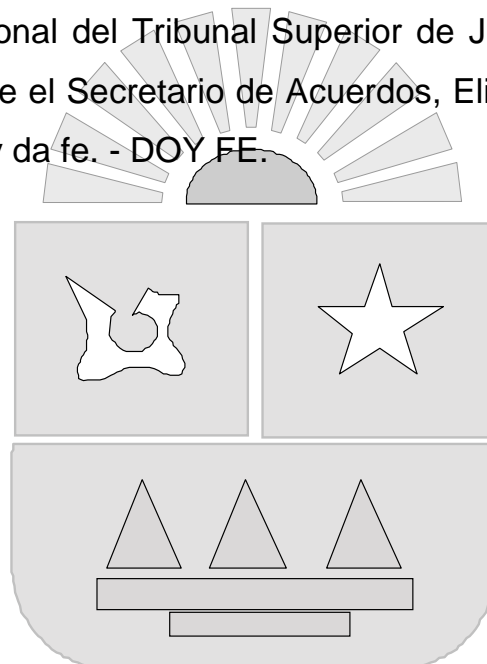 onal del Tribunal Superior de J
e el Secretario de Acuerdos, Eli
y da fe. - DOY FE.